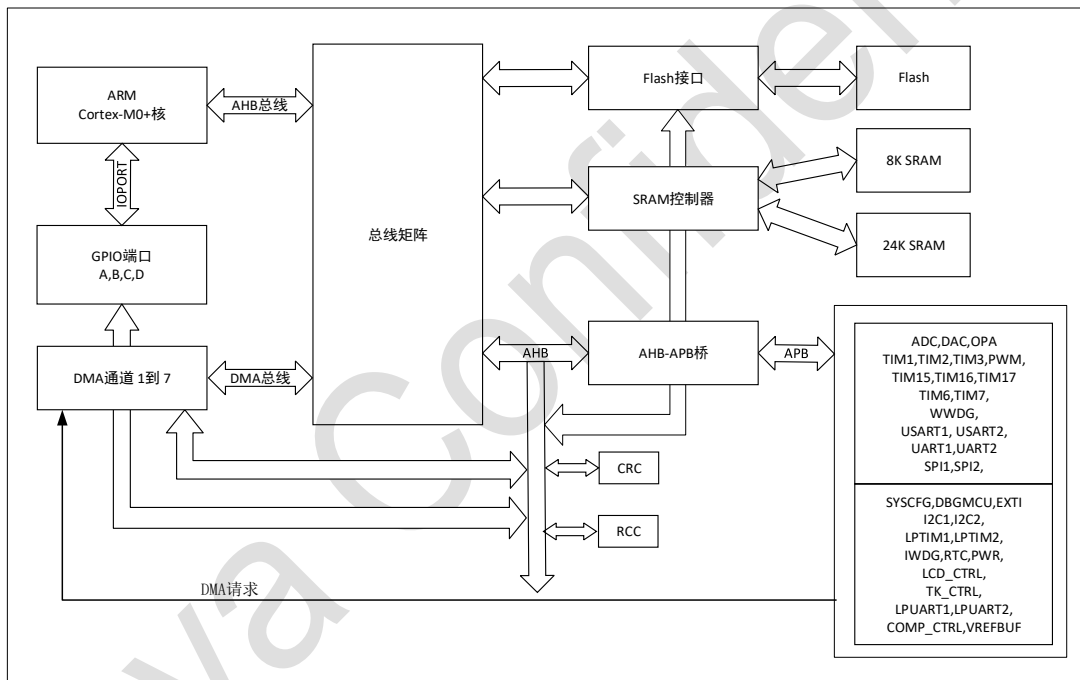 ARM
Cortex-M0+核
AHB总线
IOPORT
GPIO端口
A,B,C,D
DMA通道 1到 7
DMA总线
总线矩阵
Flash接口
Flash
SRAM控制器
8K SRAM
24K SRAM
AHB
AHB-APB桥
APB
CRC
RCC
DMA请求
ADC,DAC,OPA
TIM1,TIM2,TIM3,PWM,
TIM15,TIM16,TIM17
TIM6,TIM7,
WWDG,
USART1, USART2,
UART1,UART2
SPI1,SPI2,
SYSCFG,DBGMCU,EXTI
I2C1,I2C2,
LPTIM1,LPTIM2,
IWDG,RTC,PWR,
LCD_CTRL,
TK_CTRL,
LPUART1,LPUART2,
COMP_CTRL,VREFBUF
ya Confiden